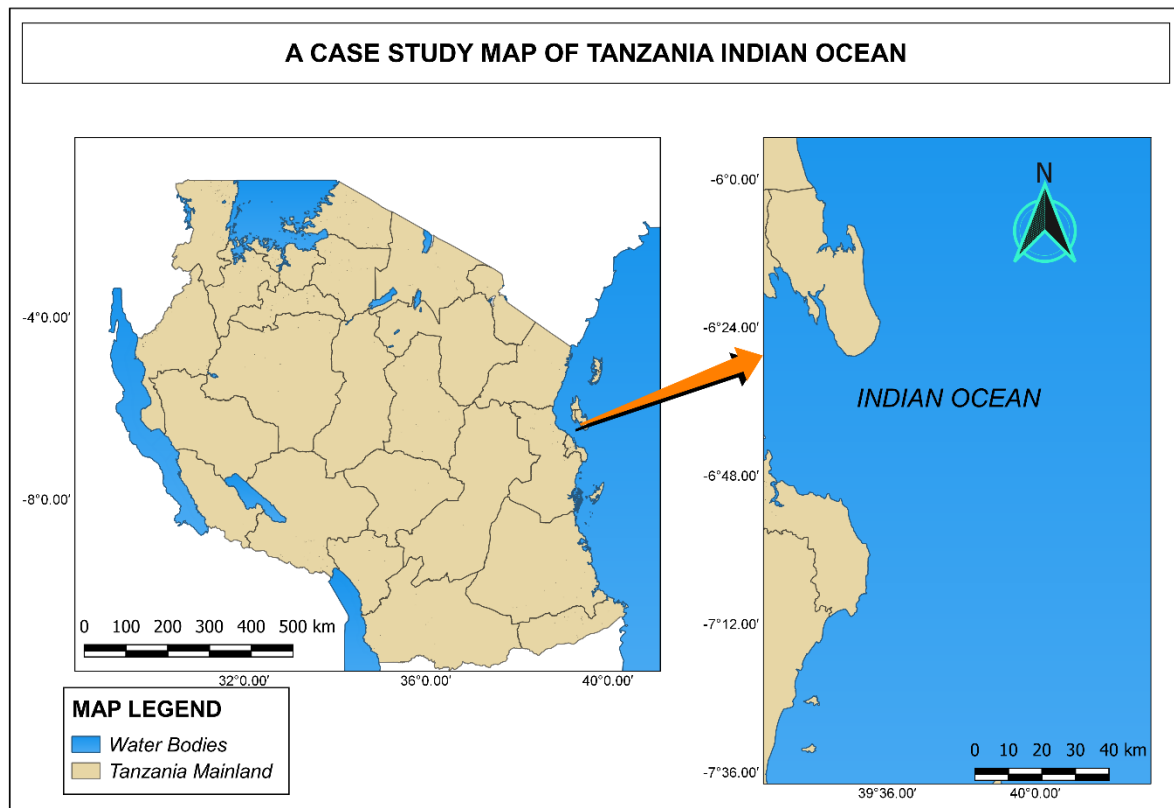 A CASE STUDY MAP OF TANZANIA INDIAN OCEAN
-4°0.00'
-8°0.00'
0 100 200 300 400 500 km
32°0.00' 36°0.00' 40°0.00'
MAP LEGEND
Water Bodies
Tanzania Mainland
N
-6°0.00'
-6°24.00'
INDIAN OCEAN
-6°48.00'
-7°12.00'
-7°36.00'
0 10 20 30 40 km
39°36.00' 40°0.00'